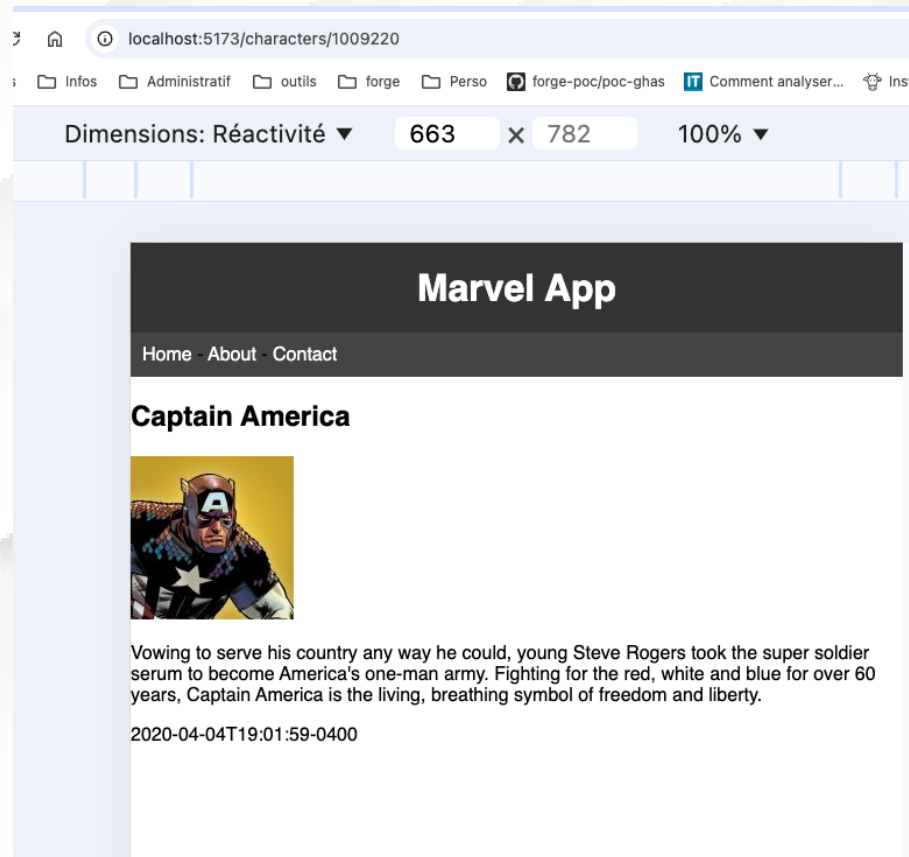 localhost:5173/characters/1009220
Infos Administratif outils forge Perso forge-poc/poc-ghas IT Comment analyser... Ins
Dimensions: Réactivité ▼ 663 × 782 100% ▼
Marvel App
Home - About - Contact
Captain America
A
Vowing to serve his country any way he could, young Steve Rogers took the super soldier
serum to become America's one-man army. Fighting for the red, white and blue for over 60
years, Captain America is the living, breathing symbol of freedom and liberty.
2020-04-04T19:01:59-0400